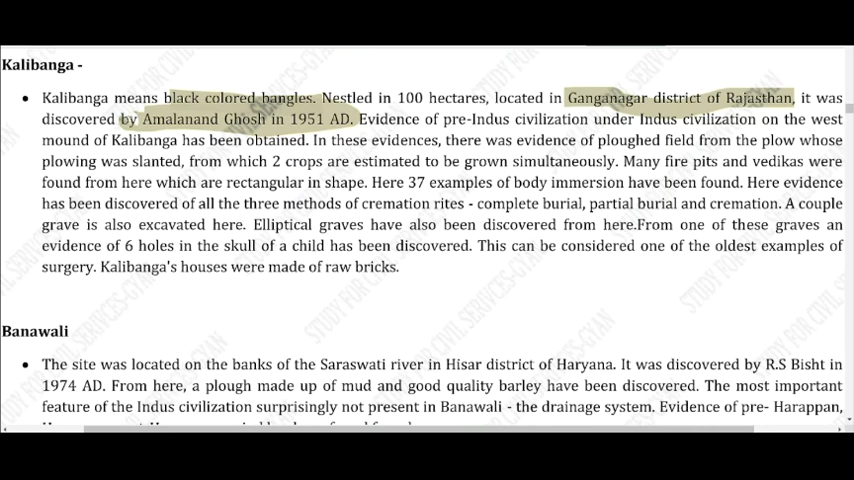 Kalibanga -
• Kalibanga means black colored bangles. Nestled in 100 hectares, located in Ganganagar district of Rajasthan, it was
discovered by Amalanand Ghosh in 1951 AD. Evidence of pre-Indus civilization under Indus civilization on the west
mound of Kalibanga has been obtained. In these evidences, there was evidence of ploughed field from the plow whose
plowing was slanted, from which 2 crops are estimated to be grown simultaneously. Many fire pits and vedikas were
found from here which are rectangular in shape. Here 37 examples of body immersion have been found. Here evidence
has been discovered of all the three methods of cremation rites - complete burial, partial burial and cremation. A couple
grave is also excavated here. Elliptical graves have also been discovered from here.From one of these graves an
evidence of 6 holes in the skull of a child has been discovered. This can be considered one of the oldest examples of
surgery. Kalibanga's houses were made of raw bricks.
Banawali
• The site was located on the banks of the Saraswati river in Hisar district of Haryana. It was discovered by R.S Bisht in
1974 AD. From here, a plough made up of mud and good quality barley have been discovered. The most important
feature of the Indus civilization surprisingly not present in Banawali - the drainage system. Evidence of pre- Harappan,